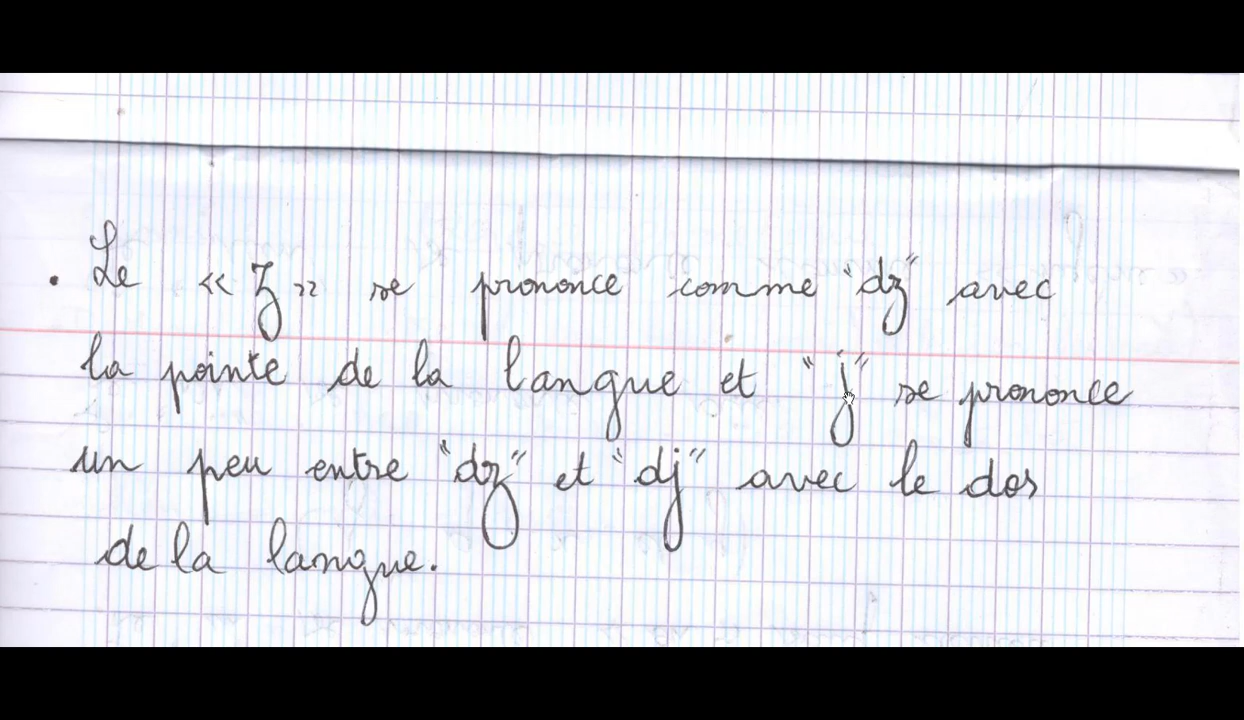 . Le « z » se prononce comme "dz" avec
la pointe de la langue et "j" se prononce
un peu entre "dz" et "dj" avec le dos
de la langue.